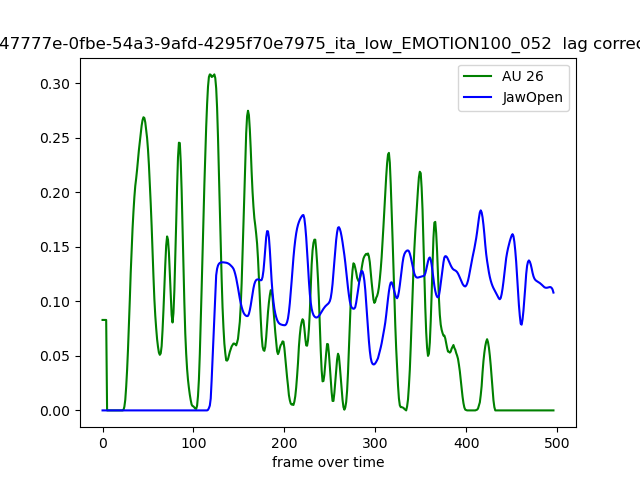 47777e-0fbe-54a3-9afd-4295f70e7975_ita_low_EMOTION100_052 lag correc
AU 26
JawOpen
0.30
0.25
0.20
0.15
0.10
0.05
0.00
0 100 200 300 400 500
frame over time